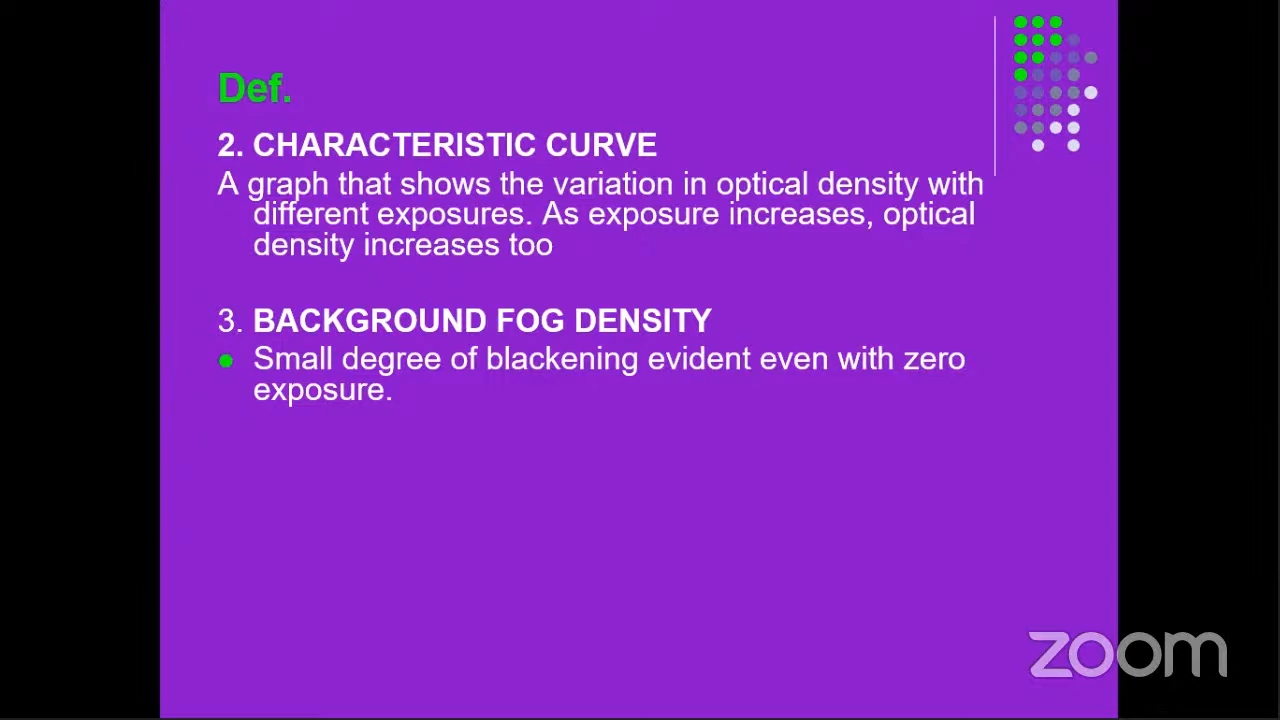 Def.
2. CHARACTERISTIC CURVE
A graph that shows the variation in optical density with
different exposures. As exposure increases, optical
density increases too
3. BACKGROUND FOG DENSITY
Small degree of blackening evident even with zero
exposure.
zoom